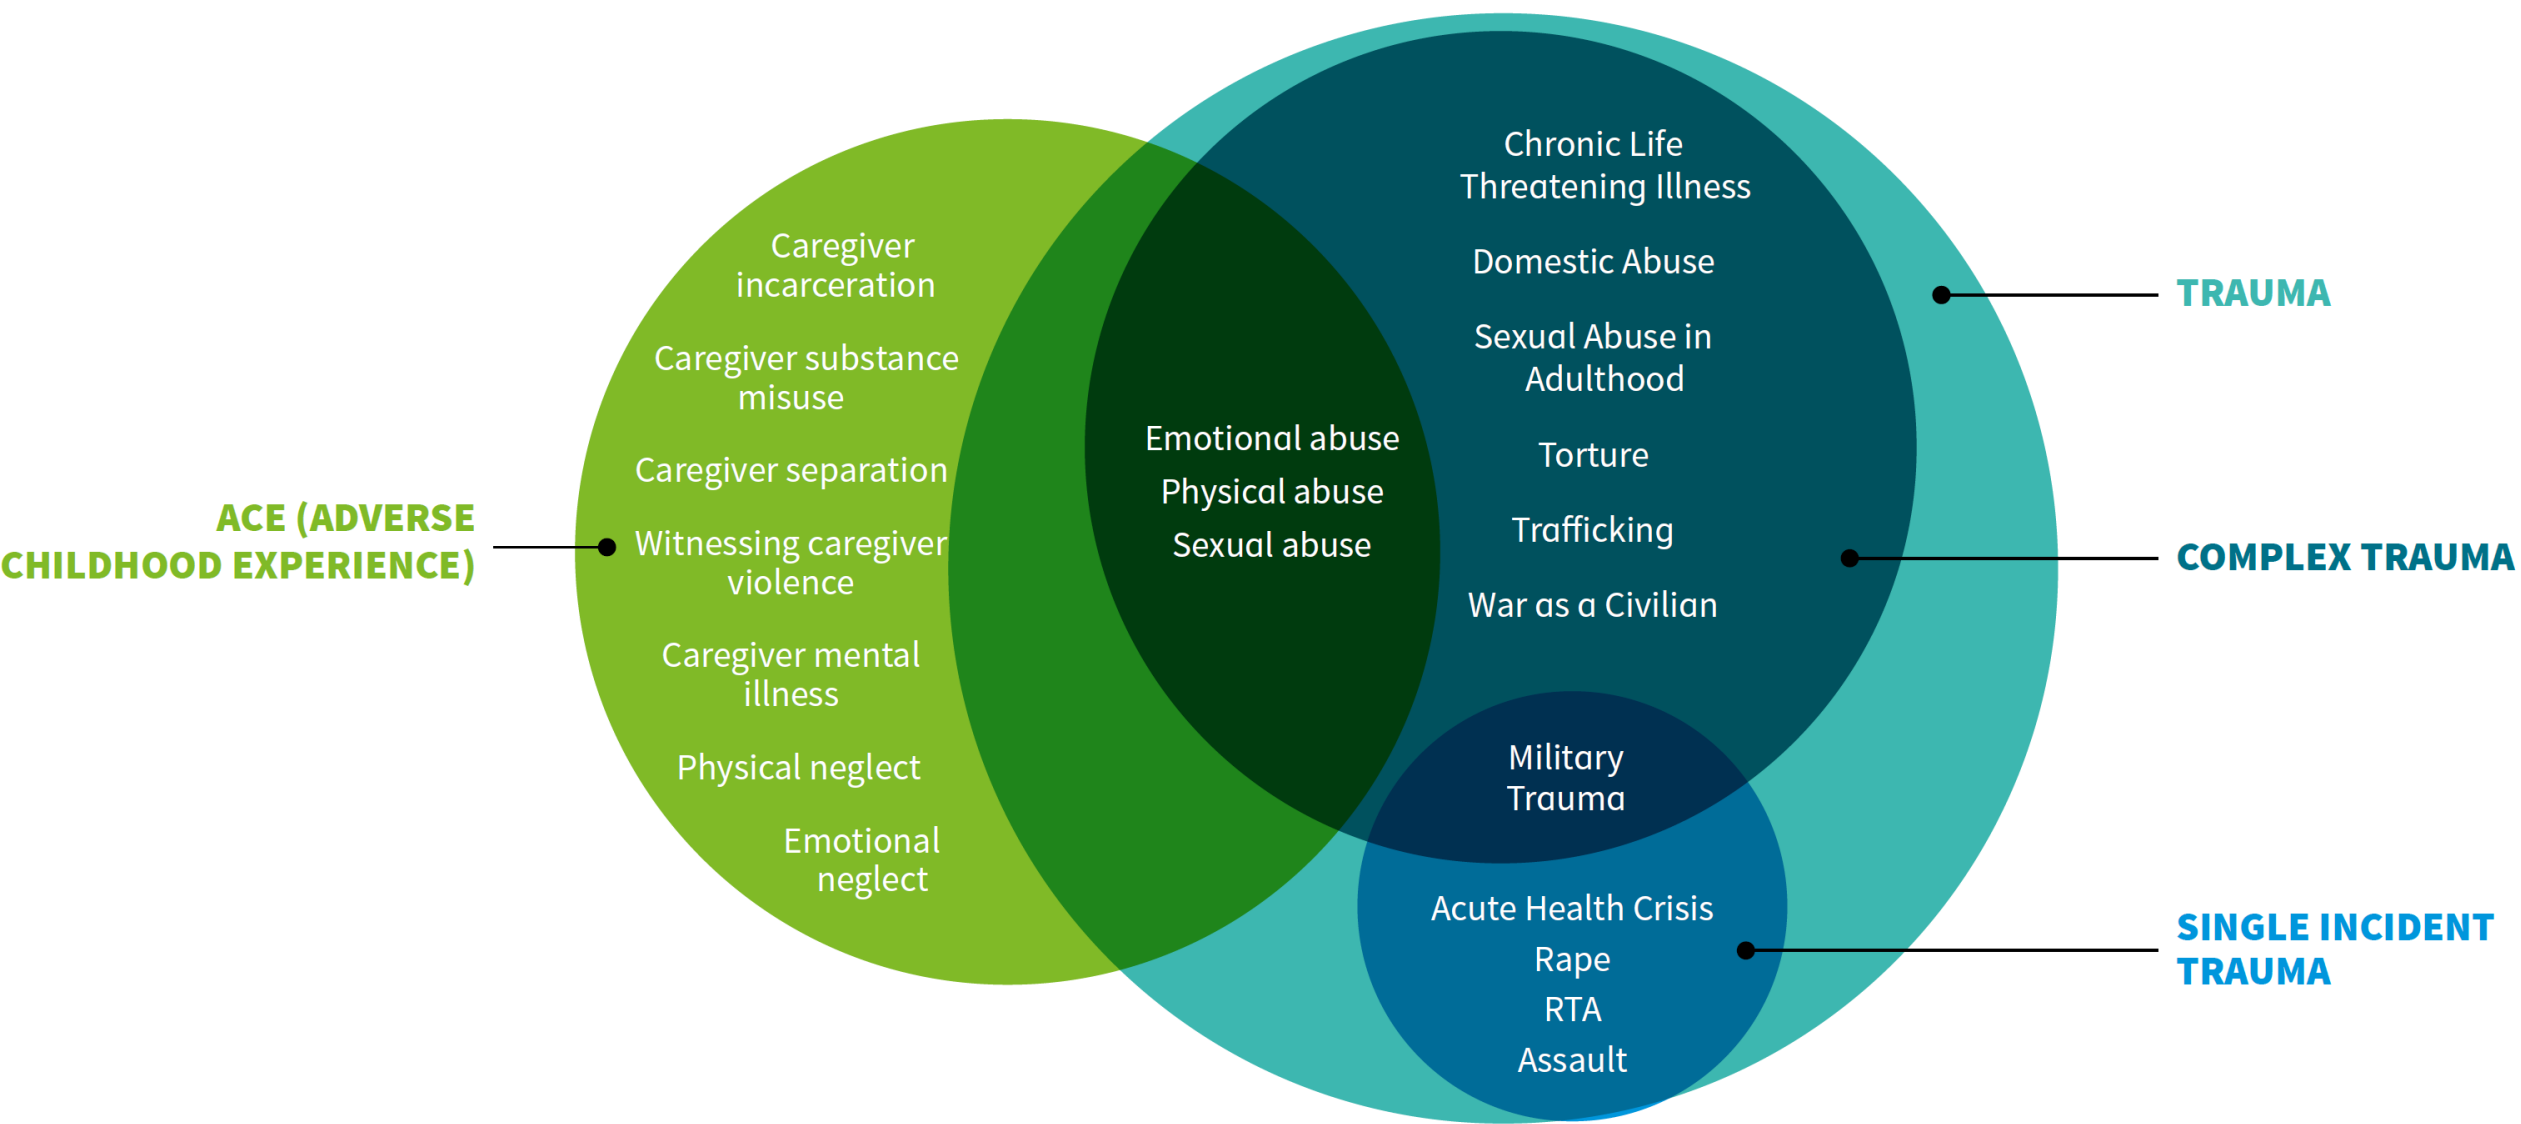 ACE (ADVERSE
CHILDHOOD EXPERIENCE)
Caregiver
incarceration
Caregiver substance
misuse
Caregiver separation
Witnessing caregiver
violence
Caregiver mental
illness
Physical neglect
Emotional
neglect
Emotional abuse
Physical abuse
Sexual abuse
Chronic Life
Threatening Illness
Domestic Abuse
Sexual Abuse in
Adulthood
Torture
Trafficking
War as a Civilian
Military
Trauma
Acute Health Crisis
Rape
RTA
Assault
TRAUMA
COMPLEX TRAUMA
SINGLE INCIDENT
TRAUMA